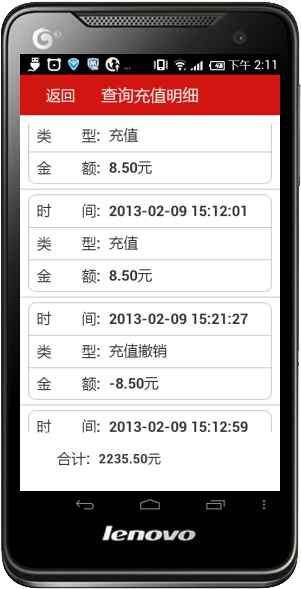 下午 2:11
返回 查询充值明细
类 型: 充值
金 额: 8.50元
时 间: 2013-02-09 15:12:01
类 型: 充值
金 额: 8.50元
时 间: 2013-02-09 15:21:27
类 型: 充值撤销
金 额: -8.50元
时 间: 2013-02-09 15:12:59
合计: 2235.50元
lenovo